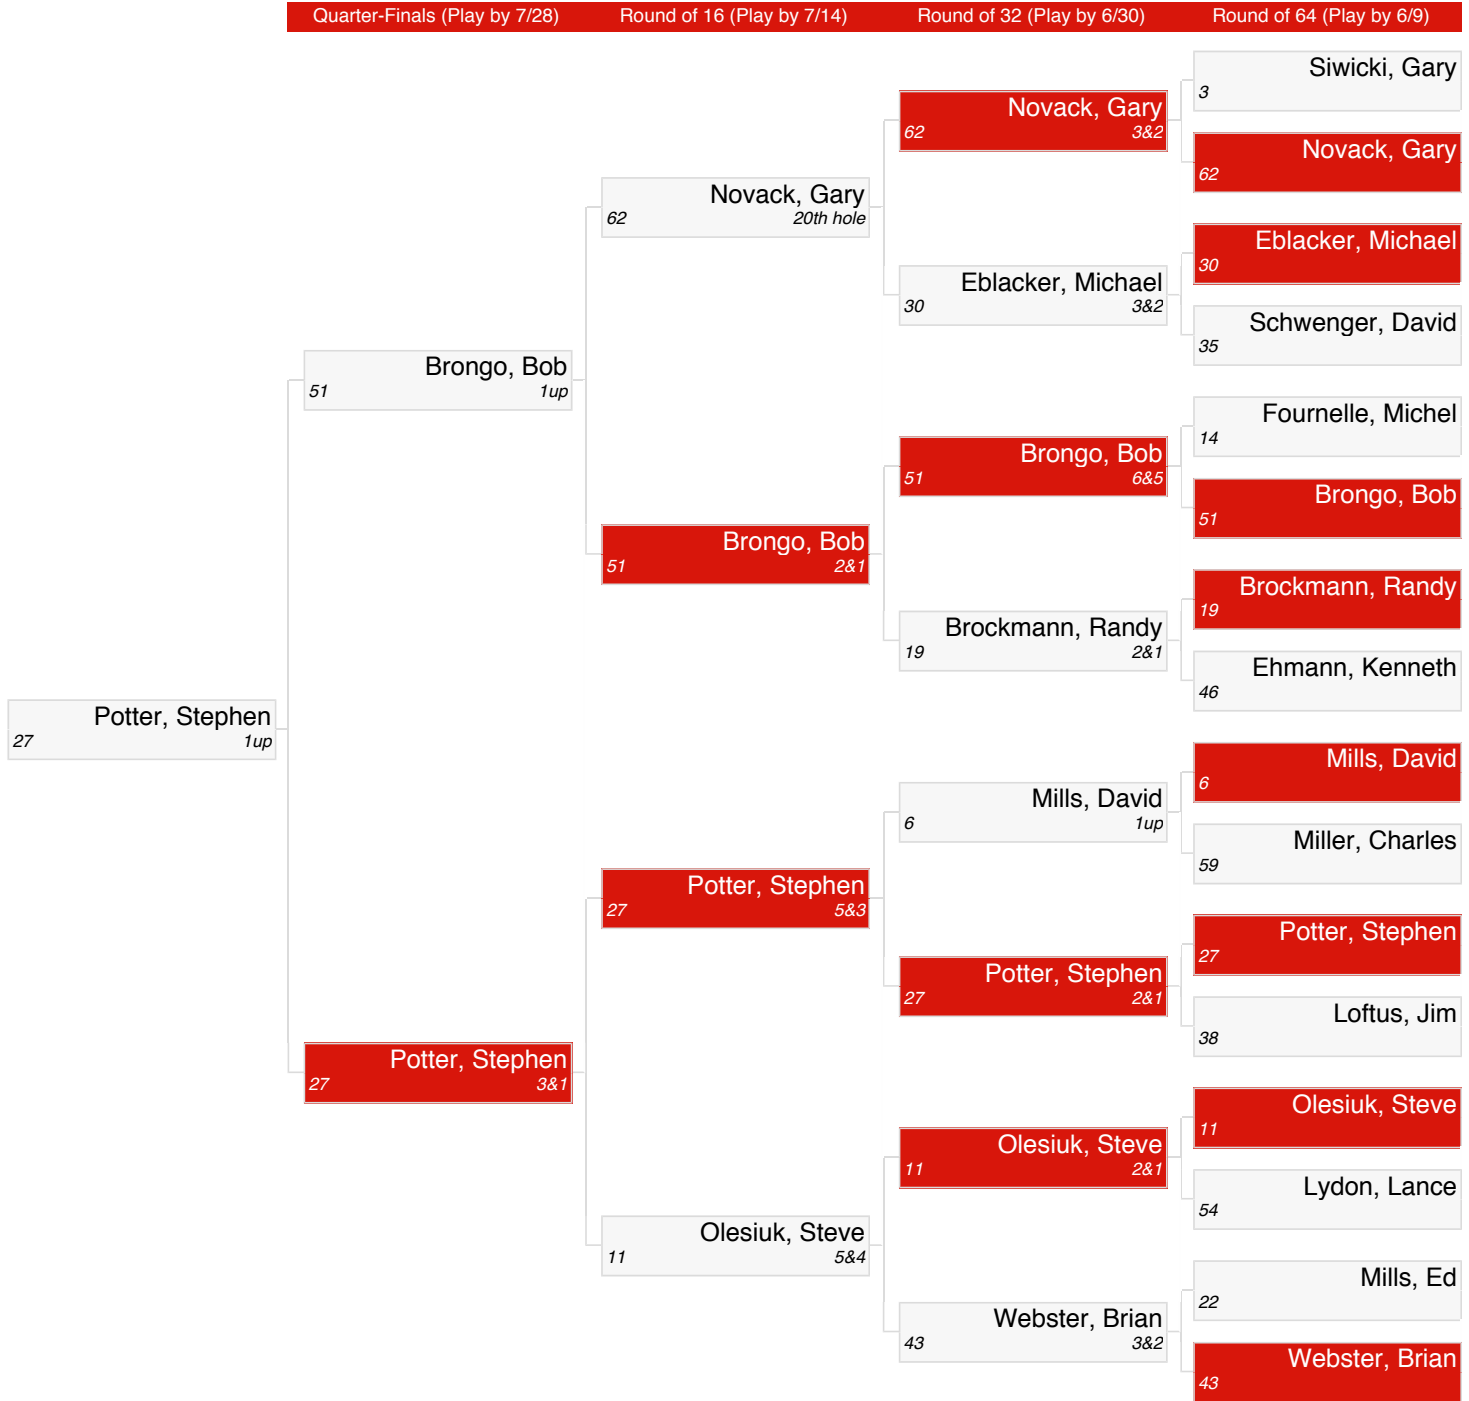 Quarter-Finals (Play by 7/28)
Round of 16 (Play by 7/14)
Round of 32 (Play by 6/30)
Round of 64 (Play by 6/9)
Siwicki, Gary
3
Novack, Gary
62
Eblacker, Michael
30
Schwenger, David
35
Fournelle, Michel
14
Brongo, Bob
51
Brockmann, Randy
19
Ehmann, Kenneth
46
Mills, David
6
Miller, Charles
59
Potter, Stephen
27
Loftus, Jim
38
Olesiuk, Steve
11
Lydon, Lance
54
Mills, Ed
22
Webster, Brian
43
Novack, Gary
62 3&2
Eblacker, Michael
30 3&2
Brongo, Bob
51 6&5
Brockmann, Randy
19 2&1
Mills, David
6 1up
Potter, Stephen
27 2&1
Olesiuk, Steve
11 2&1
Webster, Brian
43 3&2
Novack, Gary
62 20th hole
Brongo, Bob
51 2&1
Potter, Stephen
27 5&3
Olesiuk, Steve
11 5&4
Brongo, Bob
51 1up
Potter, Stephen
27 3&1
Potter, Stephen
27 1up